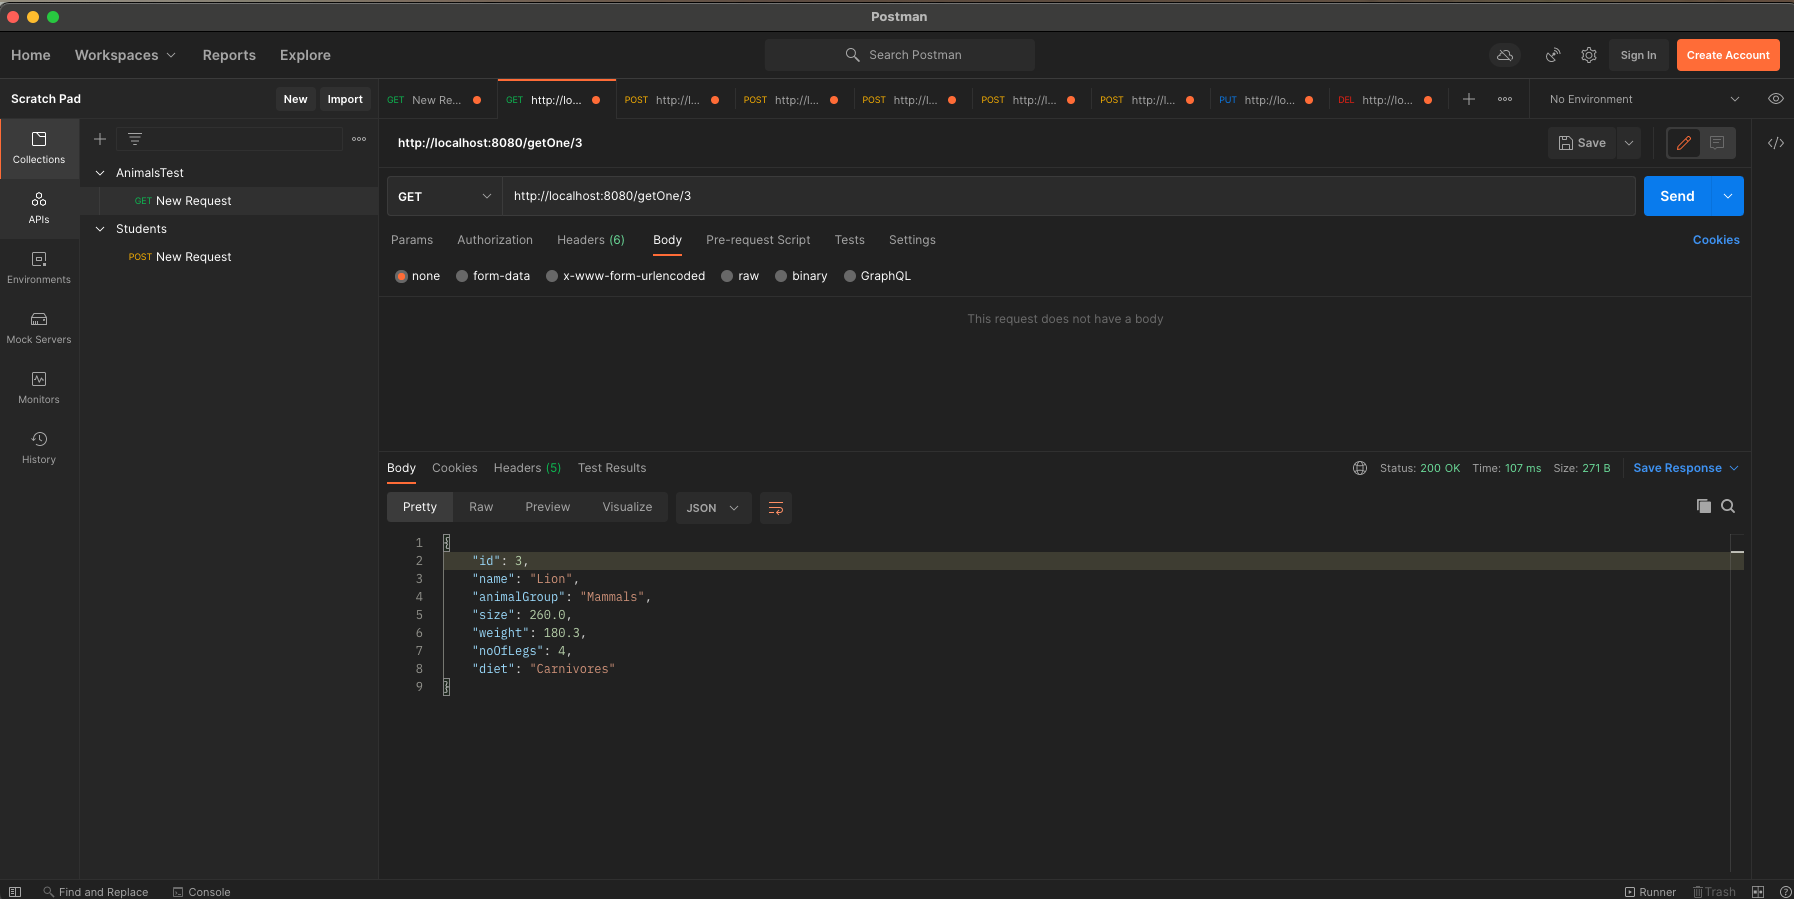 Postman
Home Workspaces Reports Explore Search Postman Sign In Create Account
Scratch Pad New Import GET New Re... GET http://lo... POST http://l... POST http://l... POST http://l... POST http://l... POST http://l... PUT http://lo... DEL http://lo... No Environment
Collections
APIs
Environments
Mock Servers
Monitors
History
AnimalsTest
GET New Request
Students
POST New Request
http://localhost:8080/getOne/3 Save
GET http://localhost:8080/getOne/3 Send
Params Authorization Headers (6) Body Pre-request Script Tests Settings Cookies
none form-data x-www-form-urlencoded raw binary GraphQL
This request does not have a body
Body Cookies Headers (5) Test Results Status: 200 OK Time: 107 ms Size: 271 B Save Response
Pretty Raw Preview Visualize JSON
1 {
2 "id": 3,
3 "name": "Lion",
4 "animalGroup": "Mammals",
5 "size": 260.0,
6 "weight": 180.3,
7 "noOfLegs": 4,
8 "diet": "Carnivores"
9 }
Find and Replace Console Runner Trash